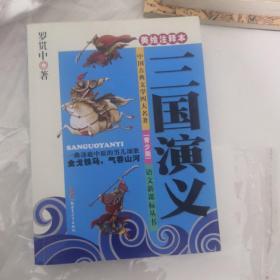 美绘注释本
三国演义
罗贯中 著
中国古典文学四大名著
【青少版】
语文新课标丛书
SANGUOYANYI
金戈铁马，气吞山河